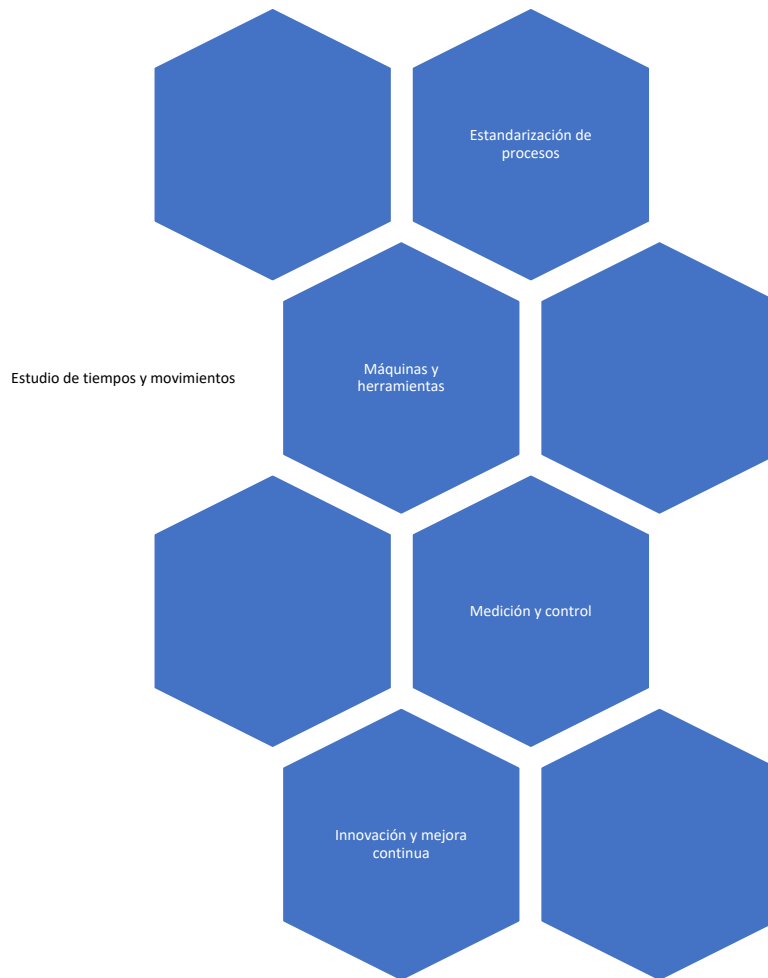 Estandarización de
procesos
Estudio de tiempos y movimientos
Máquinas y
herramientas
Medición y control
Innovación y mejora
continua